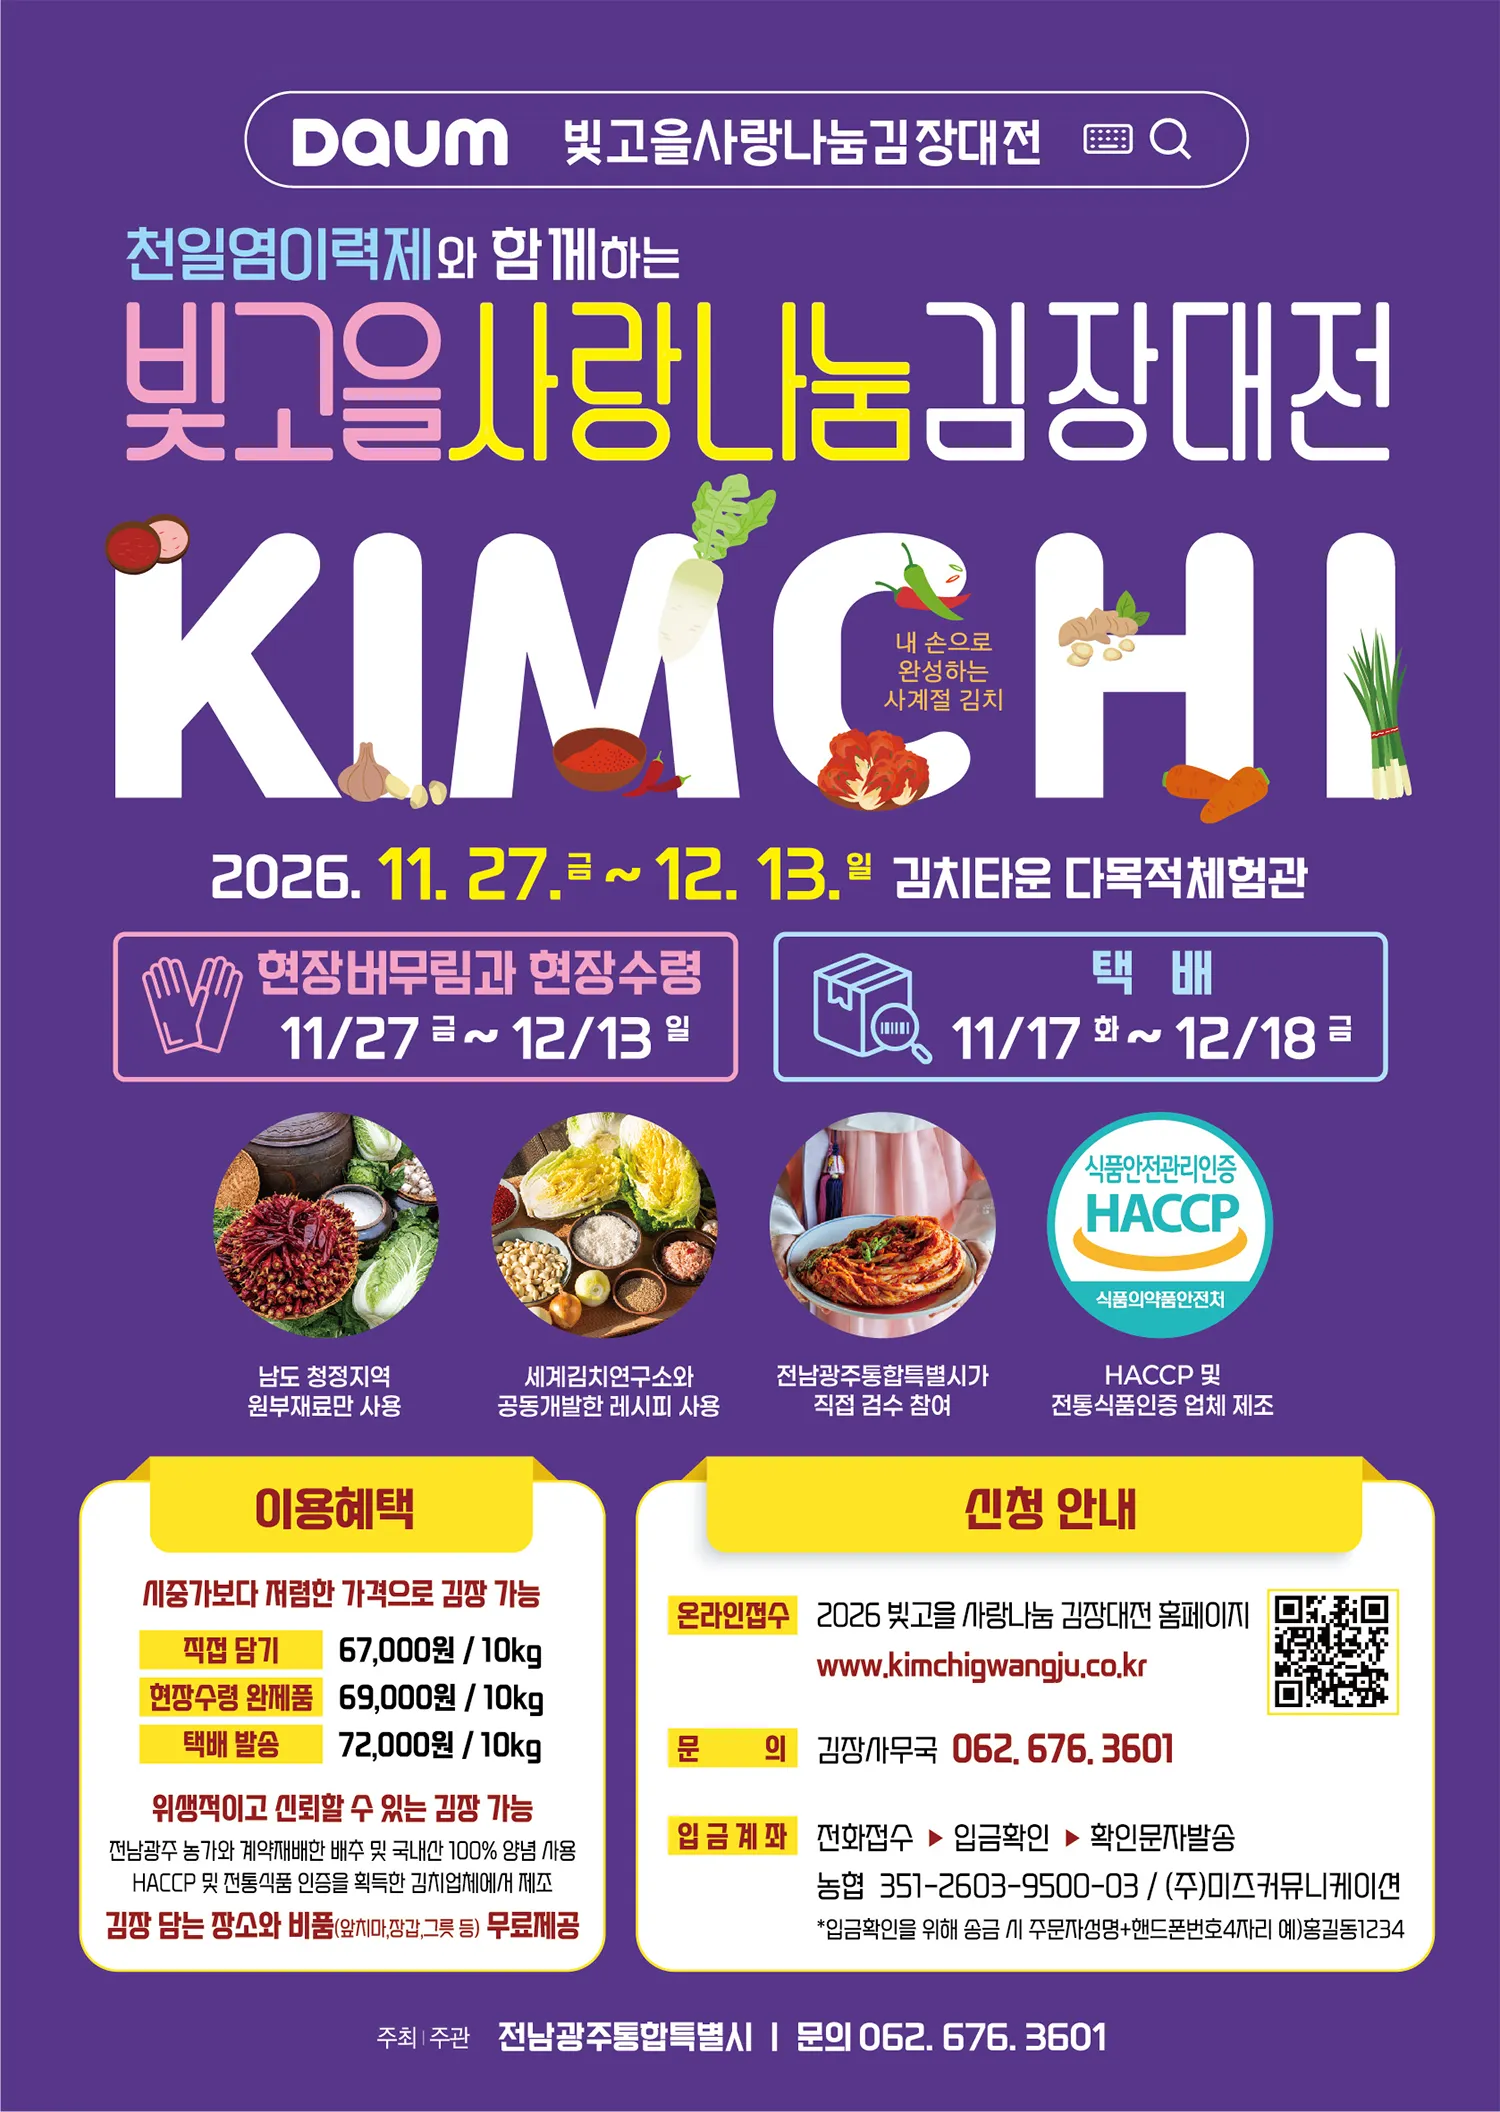 Daum 빛고을사랑나눔김장대전
천일염이력제와 함께하는
빛고을사랑나눔김장대전
KIMCHI
내 손으로
완성하는
사계절 김치
2026. 11. 27. 금 ~ 12. 13. 일 김치타운 다목적체험관
현장버무림과 현장수령
11/27 금 ~ 12/13 일
택 배
11/17 화 ~ 12/18 금
식품안전관리인증
HACCP
식품의약품안전처
남도 청정지역
원부재료만 사용
세계김치연구소와
공동개발한 레시피 사용
전남광주통합특별시가
직접 검수 참여
HACCP 및
전통식품인증 업체 제조
이용혜택
시중가보다 저렴한 가격으로 김장 가능
직접 담기 67,000원 / 10kg
현장수령 완제품 69,000원 / 10kg
택배 발송 72,000원 / 10kg
위생적이고 신뢰할 수 있는 김장 가능
전남광주 농가와 계약재배한 배추 및 국내산 100% 양념 사용
HACCP 및 전통식품 인증을 획득한 김치업체에서 제조
김장 담는 장소와 비품(앞치마,장갑,그릇 등) 무료제공
신청 안내
온라인접수 2026 빛고을 사랑나눔 김장대전 홈페이지
www.kimchigwangju.co.kr
문 의 김장사무국 062. 676. 3601
입금계좌 전화접수 ▶ 입금확인 ▶ 확인문자발송
농협 351-2603-9500-03 / (주)미즈커뮤니케이션
*입금확인을 위해 송금 시 주문자성명+핸드폰번호4자리 예)홍길동1234
주최 | 주관 전남광주통합특별시 | 문의 062. 676. 3601